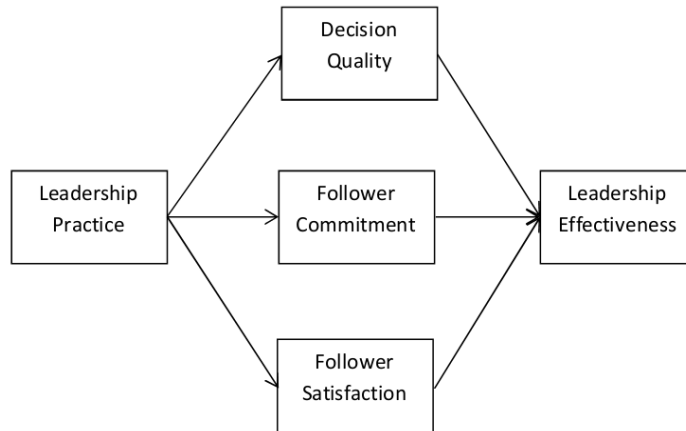 Decision
Quality
Leadership
Practice
Follower
Commitment
Leadership
Effectiveness
Follower
Satisfaction